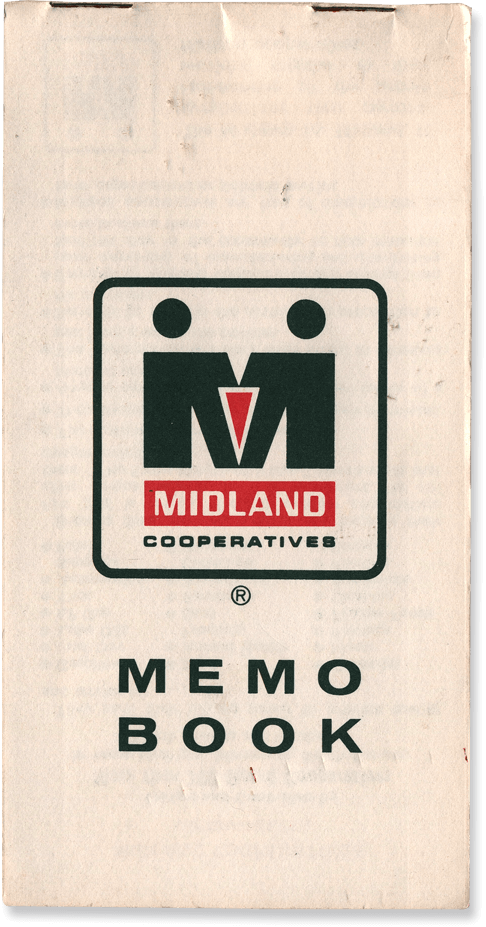 M
MIDLAND
COOPERATIVES
®
MEMO
BOOK